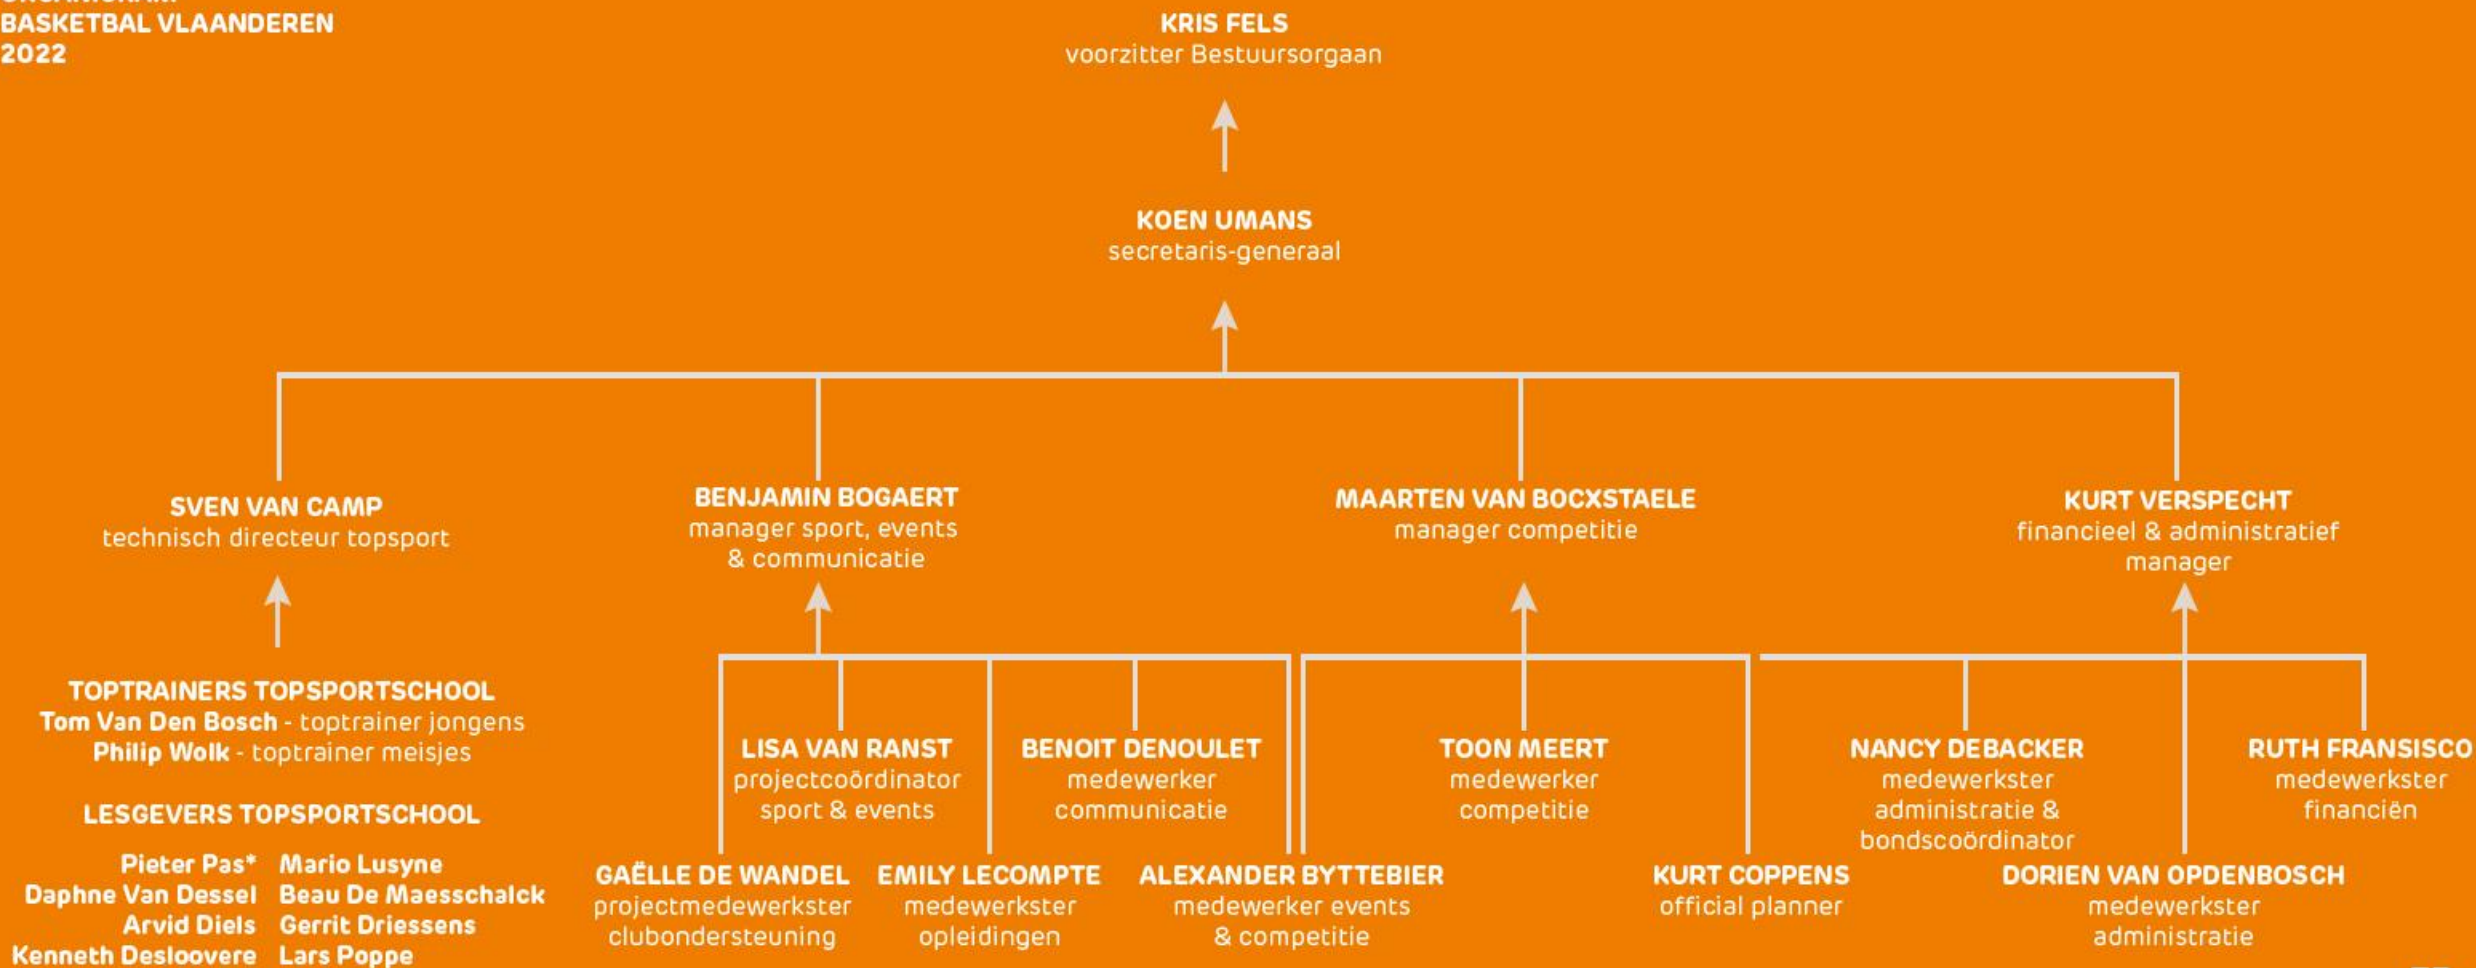 BASKETBAL VLAANDEREN
2022
KRIS FELS
voorzitter Bestuursorgaan
KOEN UMANS
secretaris-generaal
SVEN VAN CAMP
technisch directeur topsport
BENJAMIN BOGAERT
manager sport, events
& communicatie
MAARTEN VAN BOCXSTAELE
manager competitie
KURT VERSPECHT
financieel & administratief
manager
TOPTRAINERS TOPSPORTSCHOOL
Tom Van Den Bosch - toptrainer jongens
Philip Wolk - toptrainer meisjes
LESGEVERS TOPSPORTSCHOOL
Pieter Pas* Mario Lusyne
Daphne Van Dessel Beau De Maesschalck
Arvid Diels Gerrit Driessens
Kenneth Desloovere Lars Poppe
LISA VAN RANST
projectcoördinator
sport & events
BENOIT DENOULET
medewerker
communicatie
TOON MEERT
medewerker
competitie
NANCY DEBACKER
medewerkster
administratie &
bondscoördinator
RUTH FRANSISCO
medewerkster
financiën
GAËLLE DE WANDEL
projectmedewerkster
clubondersteuning
EMILY LECOMPTE
medewerkster
opleidingen
ALEXANDER BYTTEBIER
medewerker events
& competitie
KURT COPPENS
official planner
DORIEN VAN OPDENBOSCH
medewerkster
administratie